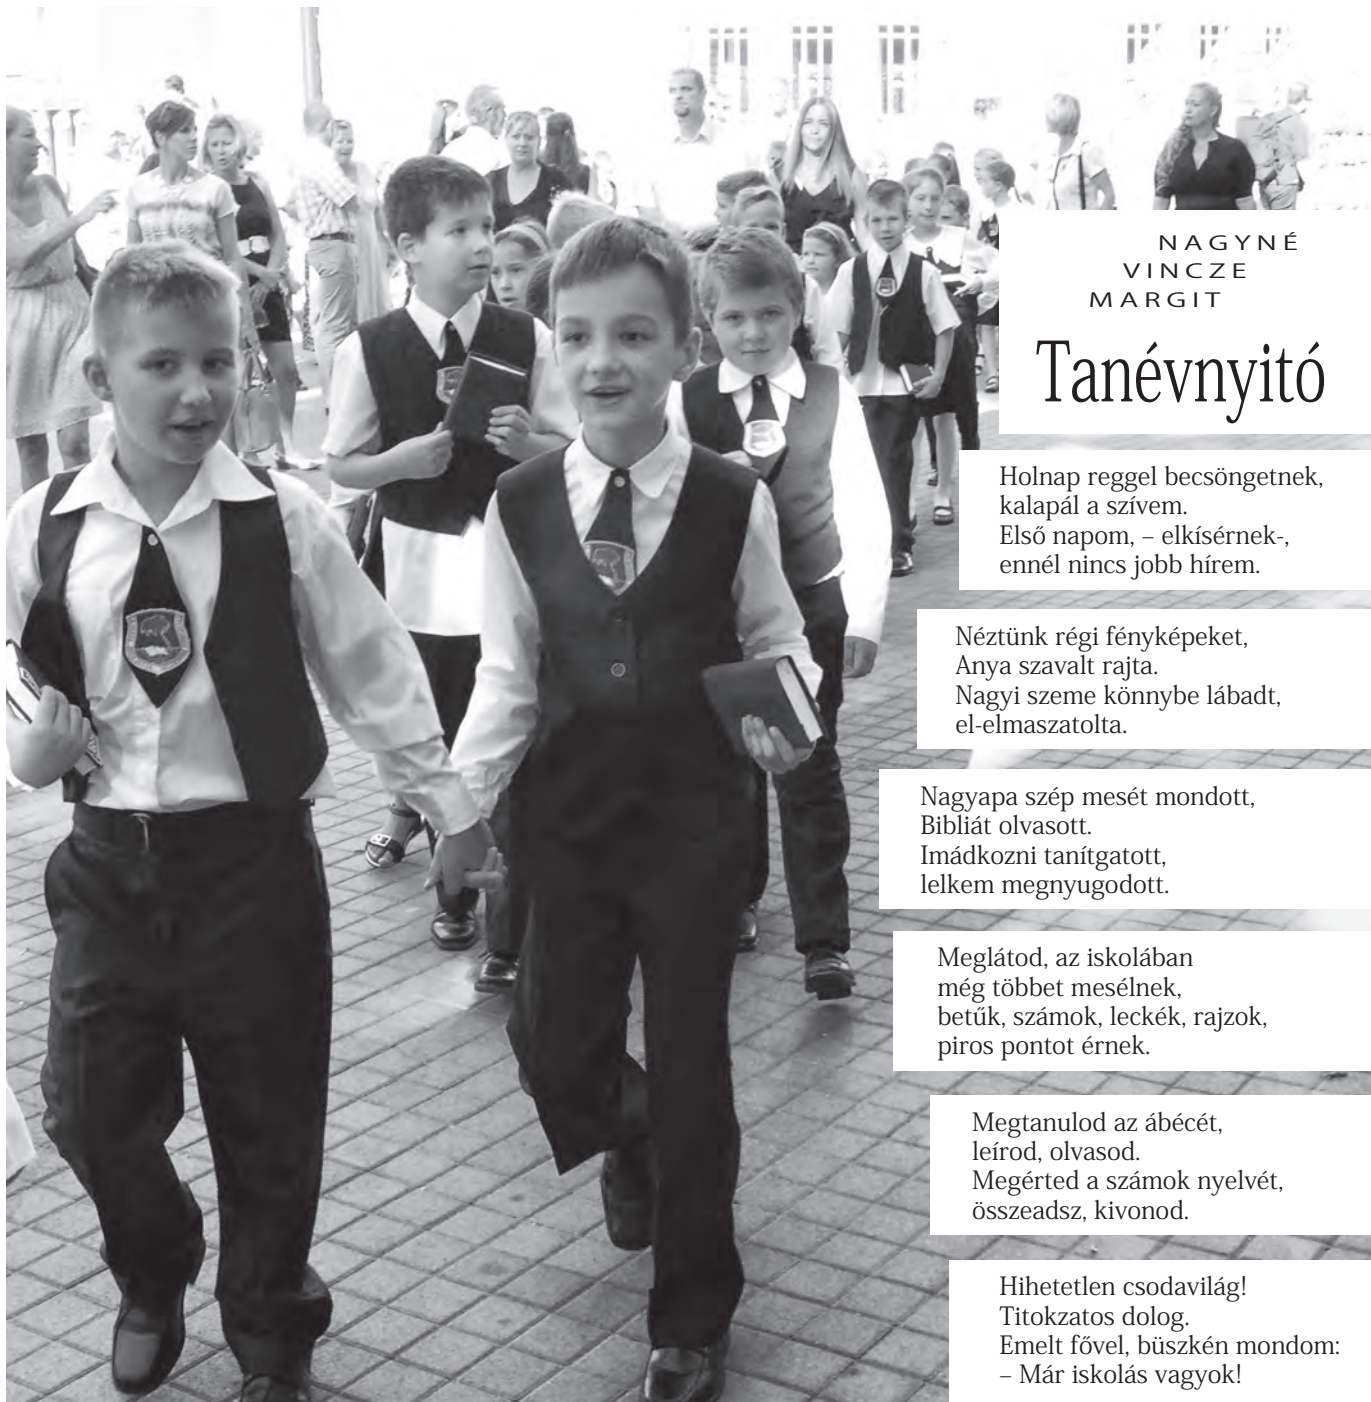 NAGYNÉ
VINCZE
MARGIT
Tanévnyitó
Holnap reggel becsöngetnek,
kalapál a szívem.
Első napom, – elkísérnek-,
ennél nincs jobb hírem.
Néztünk régi fényképeket,
Anya szavalt rajta.
Nagyi szeme könnybe lábadt,
el-elmaszatolta.
Nagyapa szép mesét mondott,
Bibliát olvasott.
Imádkozni tanítgatott,
lelkem megnyugodott.
Meglátod, az iskolában
még többet mesélnek,
betűk, számok, leckék, rajzok,
piros pontot érnek.
Megtanulod az ábécét,
leírod, olvasod.
Megérted a számok nyelvét,
összeadsz, kivonod.
Hihetetlen csodavilág!
Titokzatos dolog.
Emelt fővel, büszkén mondom:
– Már iskolás vagyok!